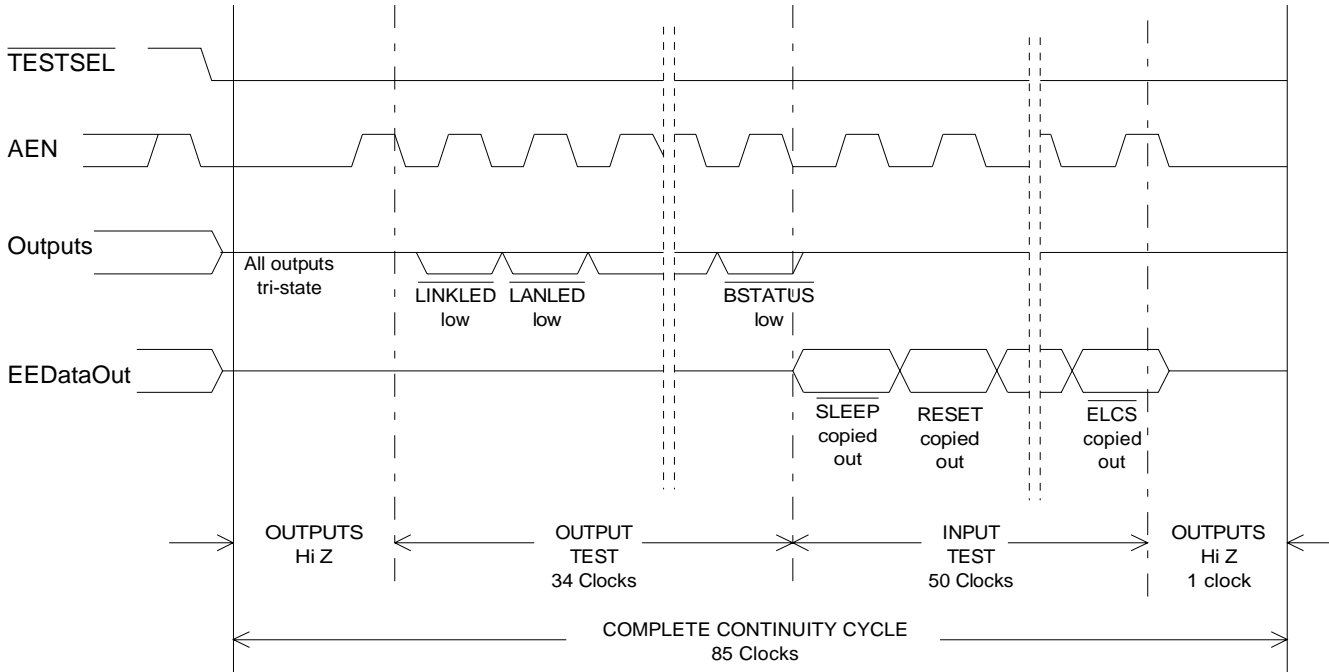 TESTSEL
AEN
Outputs
All outputs
tri-state
LINKLED
low
LANLED
low
BSTATUS
low
EEDataOut
SLEEP
copied
out
RESET
copied
out
ELCS
copied
out
OUTPUTS
Hi Z
OUTPUT
TEST
34 Clocks
INPUT
TEST
50 Clocks
OUTPUTS
Hi Z
1 clock
COMPLETE CONTINUITY CYCLE
85 Clocks